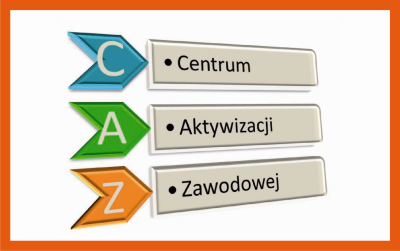 C • Centrum
A • Aktywizacji
Z • Zawodowej